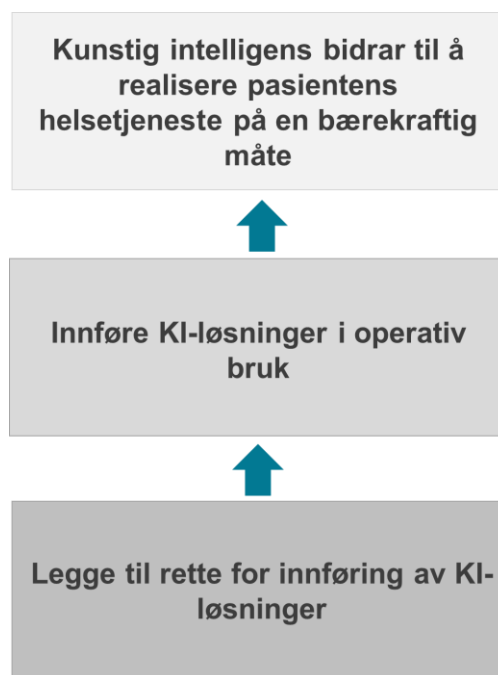 Kunstig intelligens bidrar til å
realisere pasientens
helsetjeneste på en bærekraftig
måte
Innføre KI-løsninger i operativ
bruk
Legge til rette for innføring av KI-
løsninger